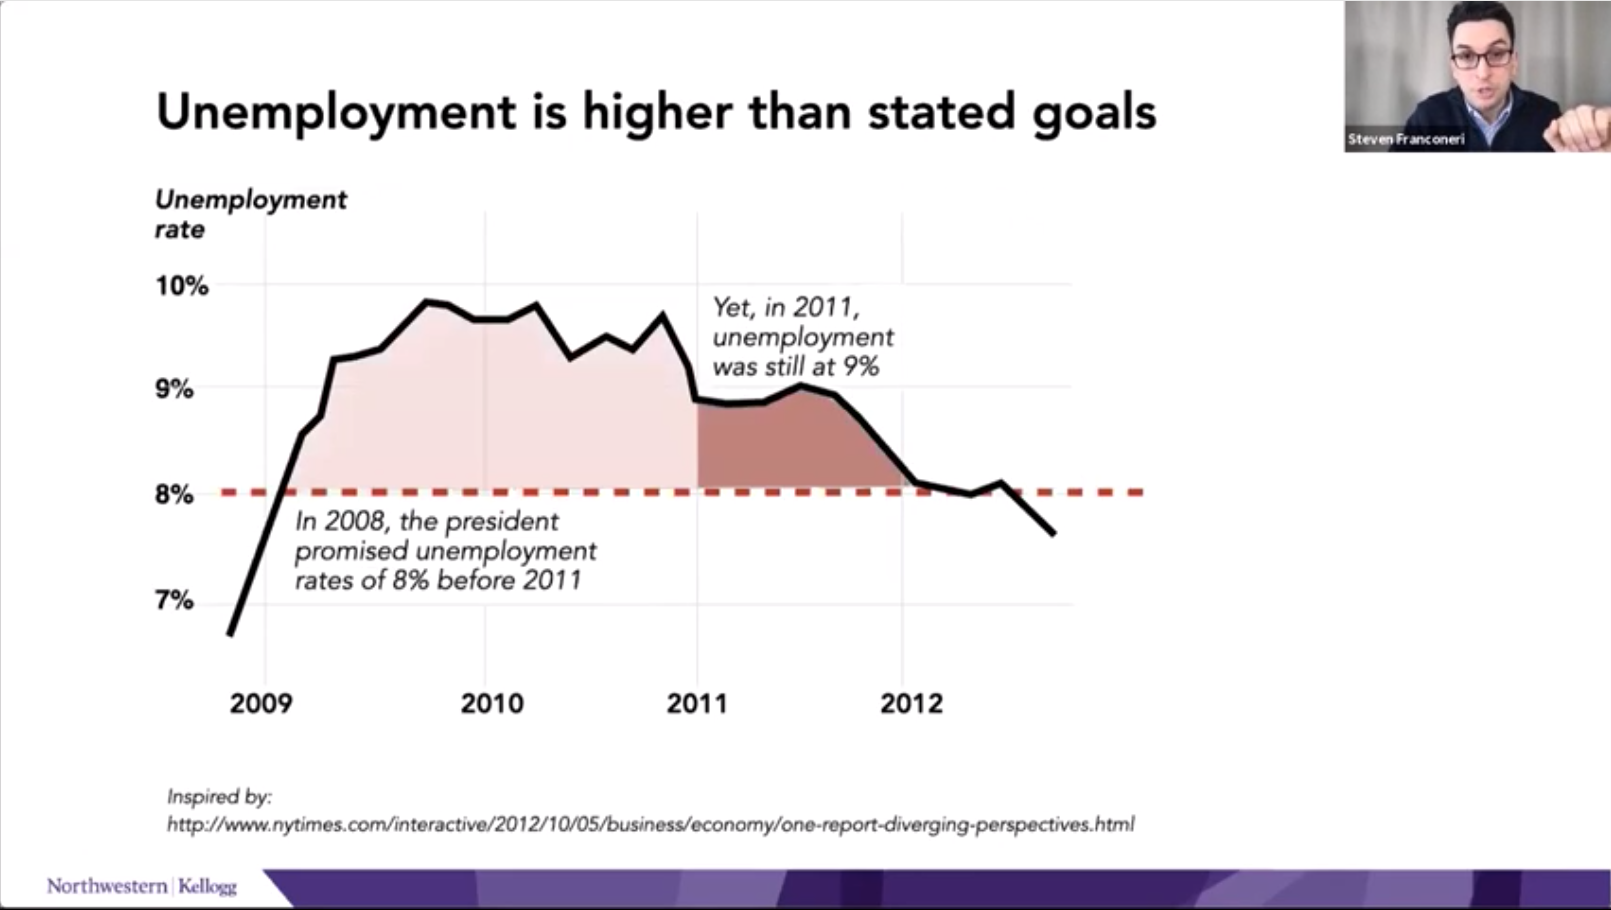 Unemployment is higher than stated goals
Steven Franconeri
Unemployment
rate
10%
9%
8%
7%
Yet, in 2011,
unemployment
was still at 9%
In 2008, the president
promised unemployment
rates of 8% before 2011
2009 2010 2011 2012
Inspired by:
http://www.nytimes.com/interactive/2012/10/05/business/economy/one-report-diverging-perspectives.html
Northwestern | Kellogg